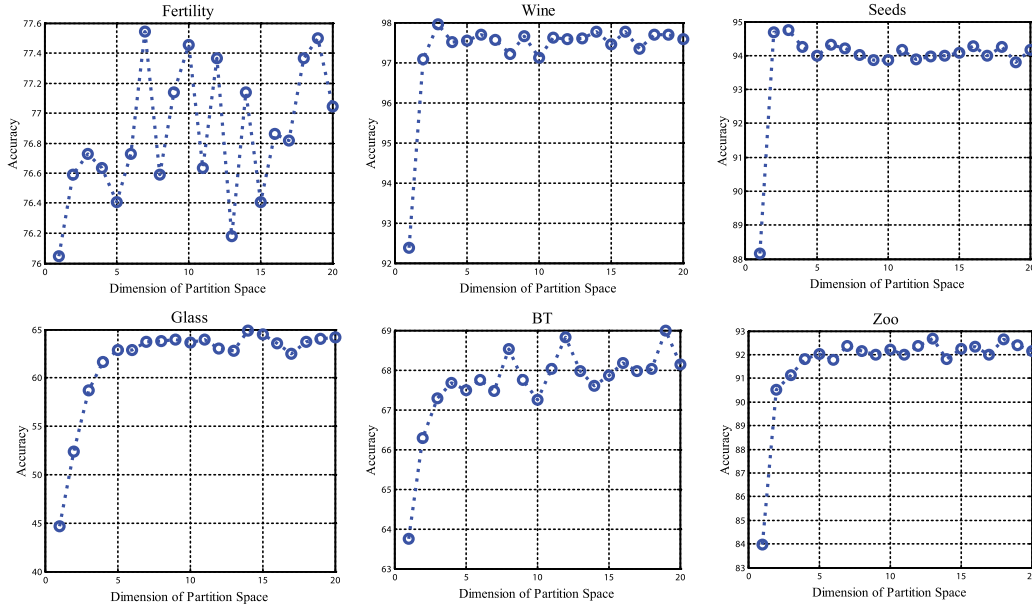 Fertility
77.6
77.4
77.2
77
76.8
76.6
76.4
76.2
76
Accuracy
0 5 10 15 20
Dimension of Partition Space
Wine
98
97
96
95
94
93
92
Accuracy
0 5 10 15 20
Dimension of Partition Space
Seeds
95
94
93
92
91
90
89
88
Accuracy
0 5 10 15 20
Dimension of Partition Space
Glass
65
60
55
50
45
40
Accuracy
0 5 10 15 20
Dimension of Partition Space
BT
69
68
67
66
65
64
63
Accuracy
0 5 10 15 20
Dimension of Partition Space
Zoo
93
92
91
90
89
88
87
86
85
84
83
Accuracy
0 5 10 15 20
Dimension of Partition Space